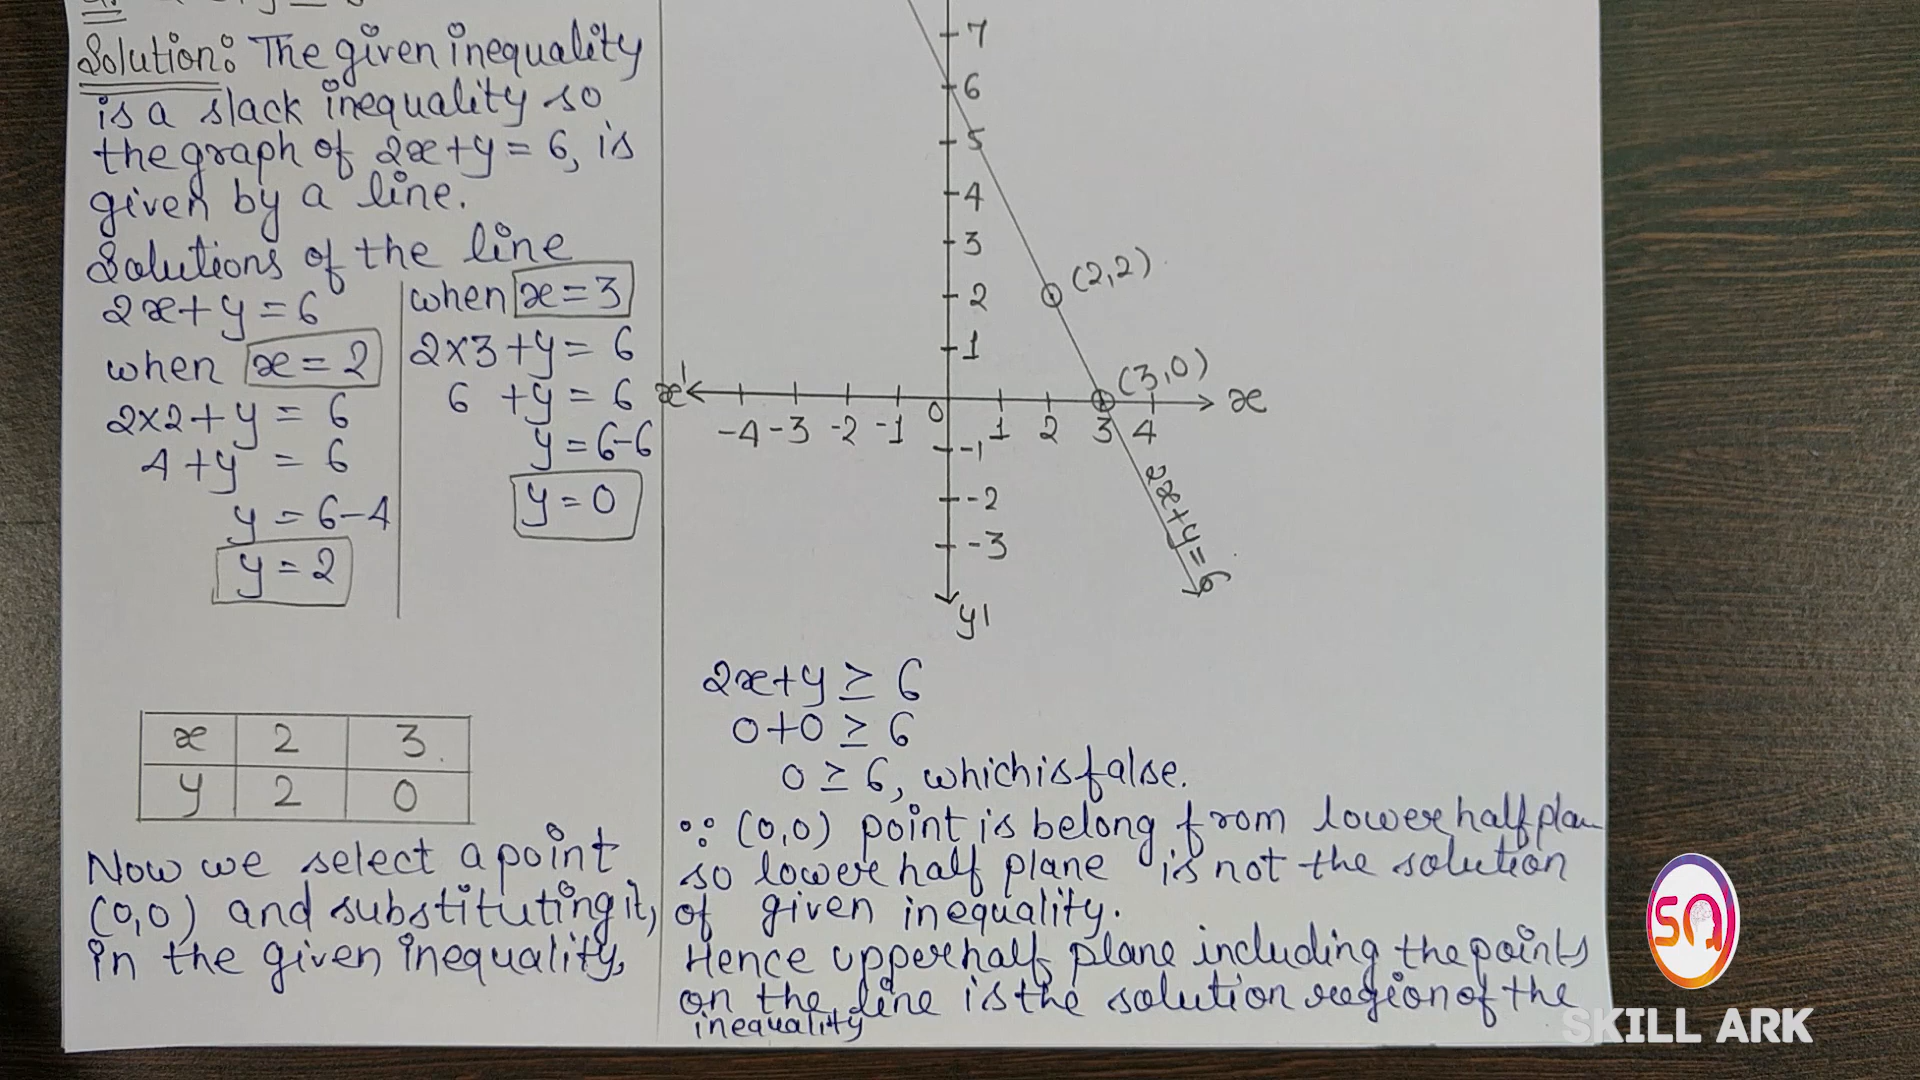 Solution: The given inequality
is a slack inequality so
the graph of 2x+y = 6, is
given by a line.
Solutions of the line
2x+y = 6
when x = 2
2×2+y = 6
4+y = 6
y = 6-4
y = 2
when x = 3
2×3+y = 6
6 +y = 6
y = 6-6
y = 0
x 2 3
y 2 0
Now we select a point
(0,0) and substituting it,
in the given inequality,
7
6
5
4
3
2
1
(2,2)
(3,0)
x' x
0
-4 -3 -2 -1 1 2 3 4
-1
-2
-3
2x+y=6
y'
2x+y ≥ 6
0+0 ≥ 6
0 ≥ 6, which is false.
∵ (0,0) point is belong from lower half plan
so lower half plane is not the solution
of given inequality.
Hence upper half plane including the points
on the line is the solution region of the
inequality
SKILL ARK